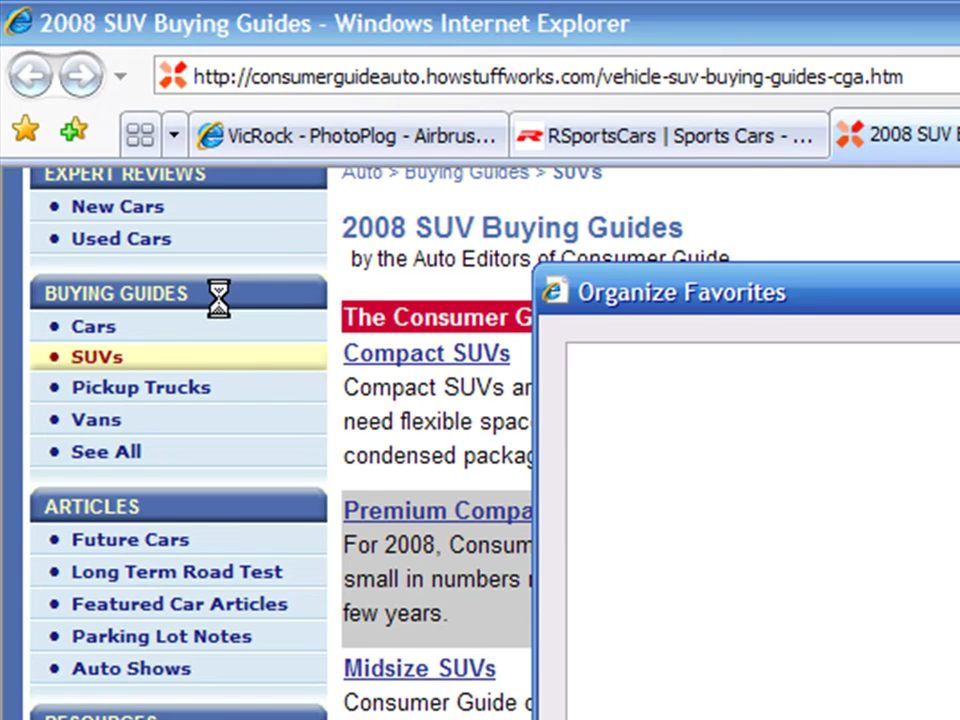 2008 SUV Buying Guides - Windows Internet Explorer
http://consumerguideauto.howstuffworks.com/vehicle-suv-buying-guides-cga.htm
VicRock - PhotoPlog - Airbrus...
RSportsCars | Sports Cars - ...
2008 SUV
EXPERT REVIEWS
New Cars
Used Cars
BUYING GUIDES
Cars
SUVs
Pickup Trucks
Vans
See All
ARTICLES
Future Cars
Long Term Road Test
Featured Car Articles
Parking Lot Notes
Auto Shows
RESOURCES
Auto > Buying Guides > SUVs
2008 SUV Buying Guides
by the Auto Editors of Consumer Guide
The Consumer G
Compact SUVs
Compact SUVs ar
need flexible spac
condensed packag
Premium Compa
For 2008, Consum
small in numbers
few years.
Midsize SUVs
Consumer Guide
Organize Favorites